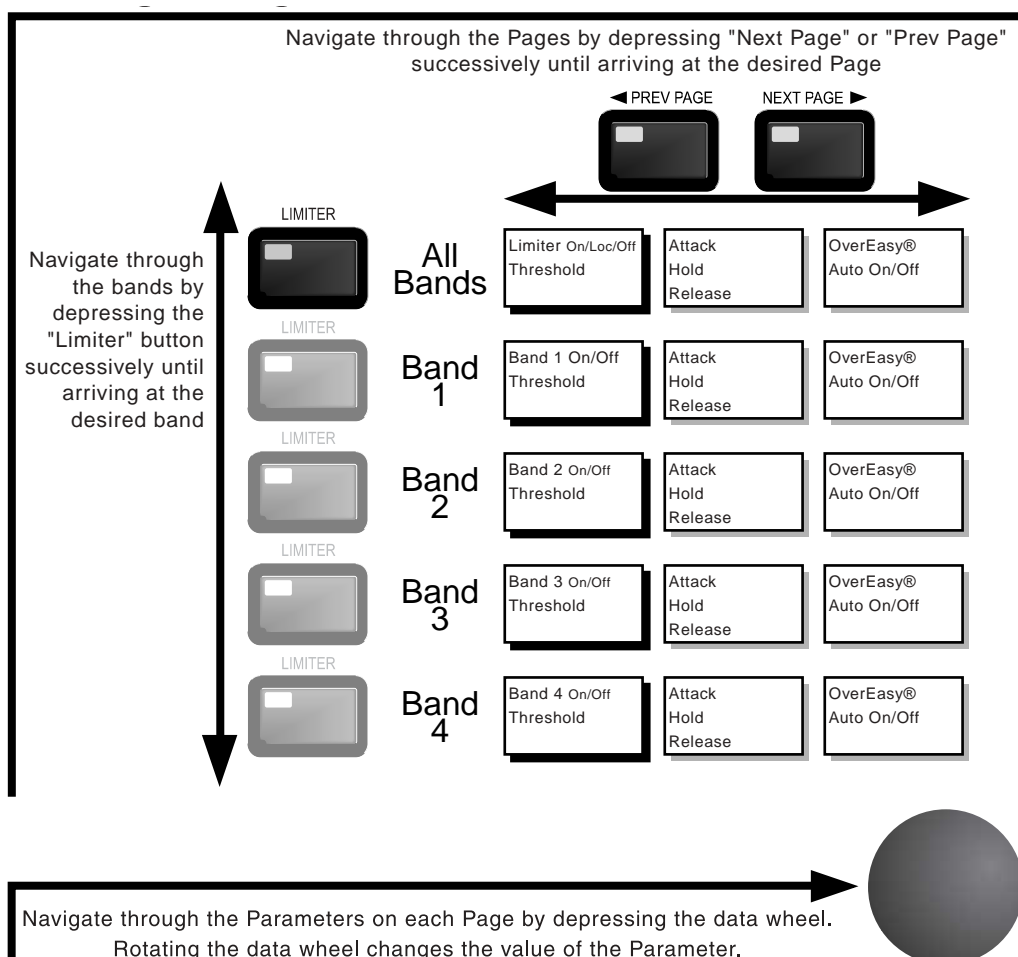 Navigate through the Pages by depressing "Next Page" or "Prev Page"
successively until arriving at the desired Page
◄ PREV PAGE
NEXT PAGE ►
LIMITER
Navigate through
the bands by
depressing the
"Limiter" button
successively until
arriving at the
desired band
All
Bands
Limiter On/Loc/Off
Threshold
Attack
Hold
Release
OverEasy®
Auto On/Off
LIMITER
Band
1
Band 1 On/Off
Threshold
Attack
Hold
Release
OverEasy®
Auto On/Off
LIMITER
Band
2
Band 2 On/Off
Threshold
Attack
Hold
Release
OverEasy®
Auto On/Off
LIMITER
Band
3
Band 3 On/Off
Threshold
Attack
Hold
Release
OverEasy®
Auto On/Off
LIMITER
Band
4
Band 4 On/Off
Threshold
Attack
Hold
Release
OverEasy®
Auto On/Off
Navigate through the Parameters on each Page by depressing the data wheel.
Rotating the data wheel changes the value of the Parameter.